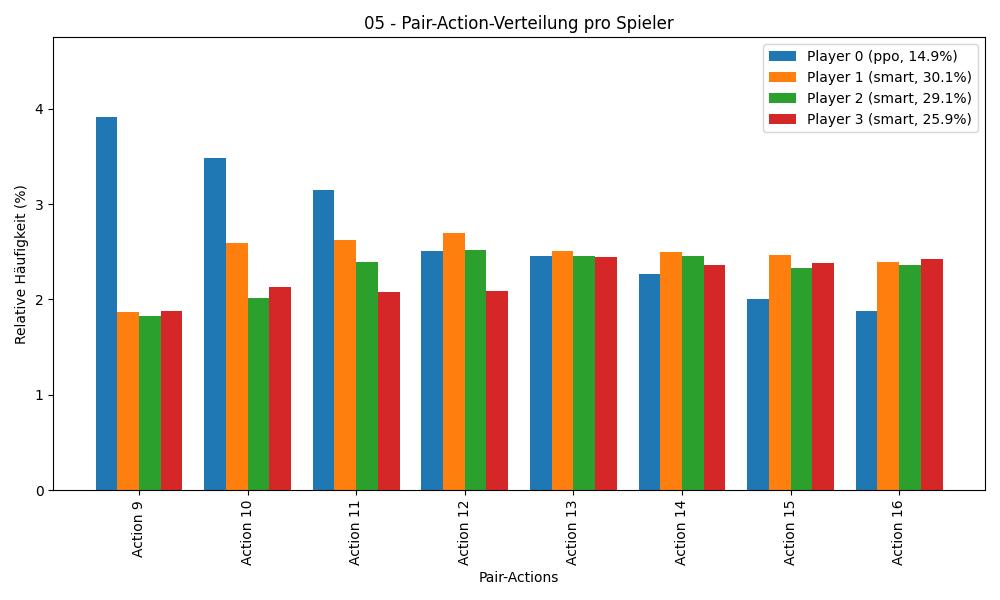 05 - Pair-Action-Verteilung pro Spieler
Player 0 (ppo, 14.9%)
Player 1 (smart, 30.1%)
Player 2 (smart, 29.1%)
Player 3 (smart, 25.9%)
Relative Häufigkeit (%)
4
3
2
1
0
Action 9
Action 10
Action 11
Action 12
Action 13
Action 14
Action 15
Action 16
Pair-Actions